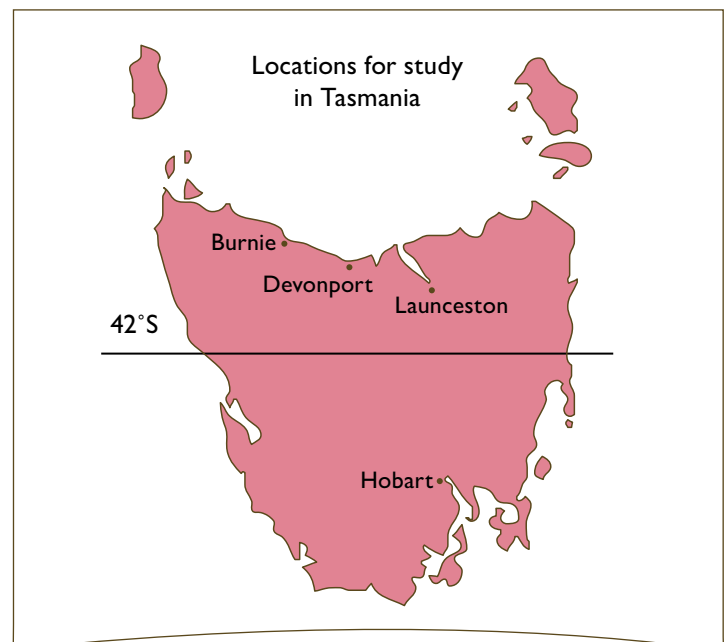 Locations for study
in Tasmania
Burnie
Devonport
Launceston
42˚S
Hobart